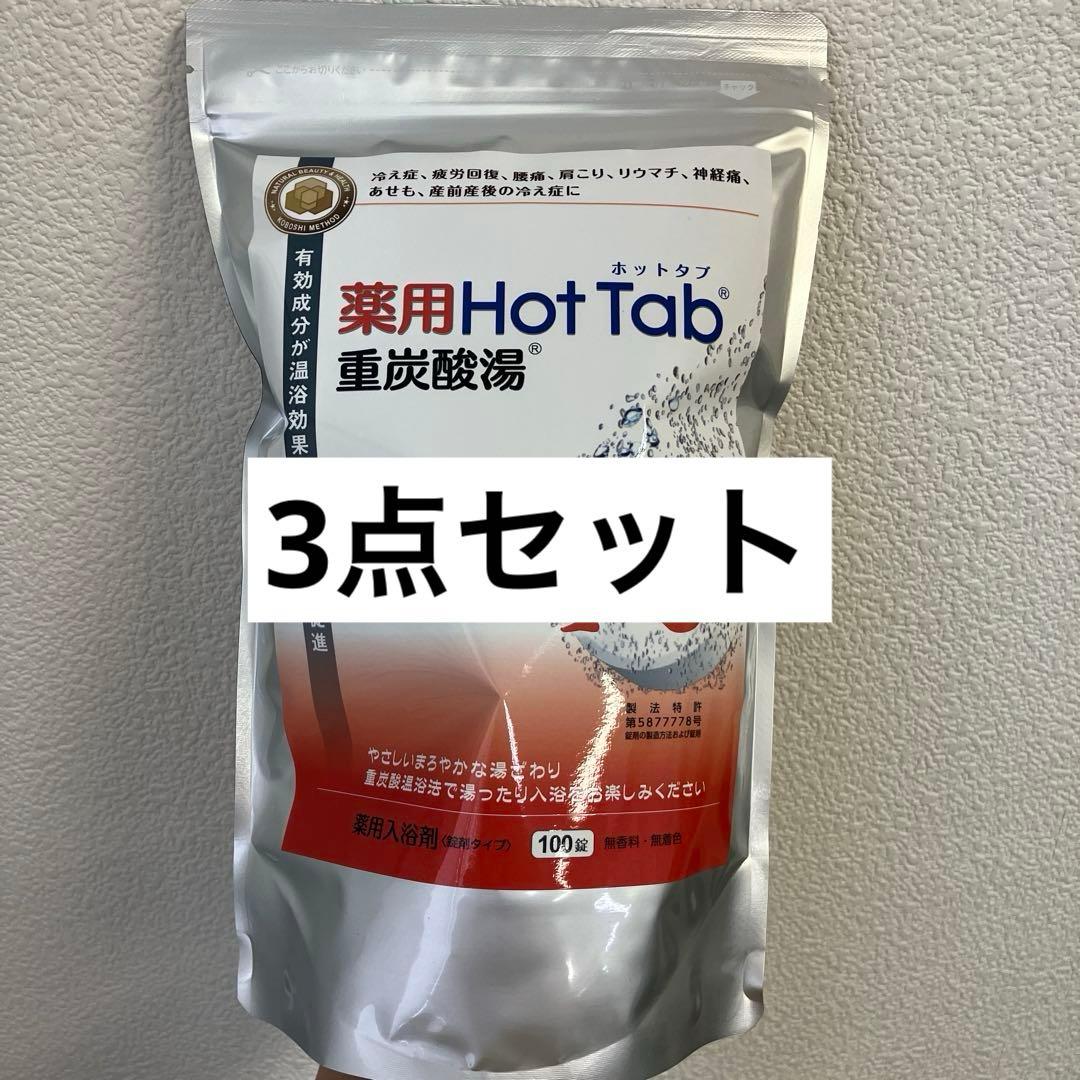 ここからお切りください
チャック
NATURAL BEAUTY & HEALTH
KOBOSHI METHOD
冷え症、疲労回復、腰痛、肩こり、リウマチ、神経痛、
あせも、産前産後の冷え症に
有効成分が温浴効果
促進
ホットタブ
薬用Hot Tab®
重炭酸湯®
3点セット
製法特許
第5877778号
錠剤の製造方法および錠剤
やさしいまろやかな湯ざわり
重炭酸温浴法で湯ったり入浴をお楽しみください
薬用入浴剤〈錠剤タイプ〉 100錠 無香料・無着色